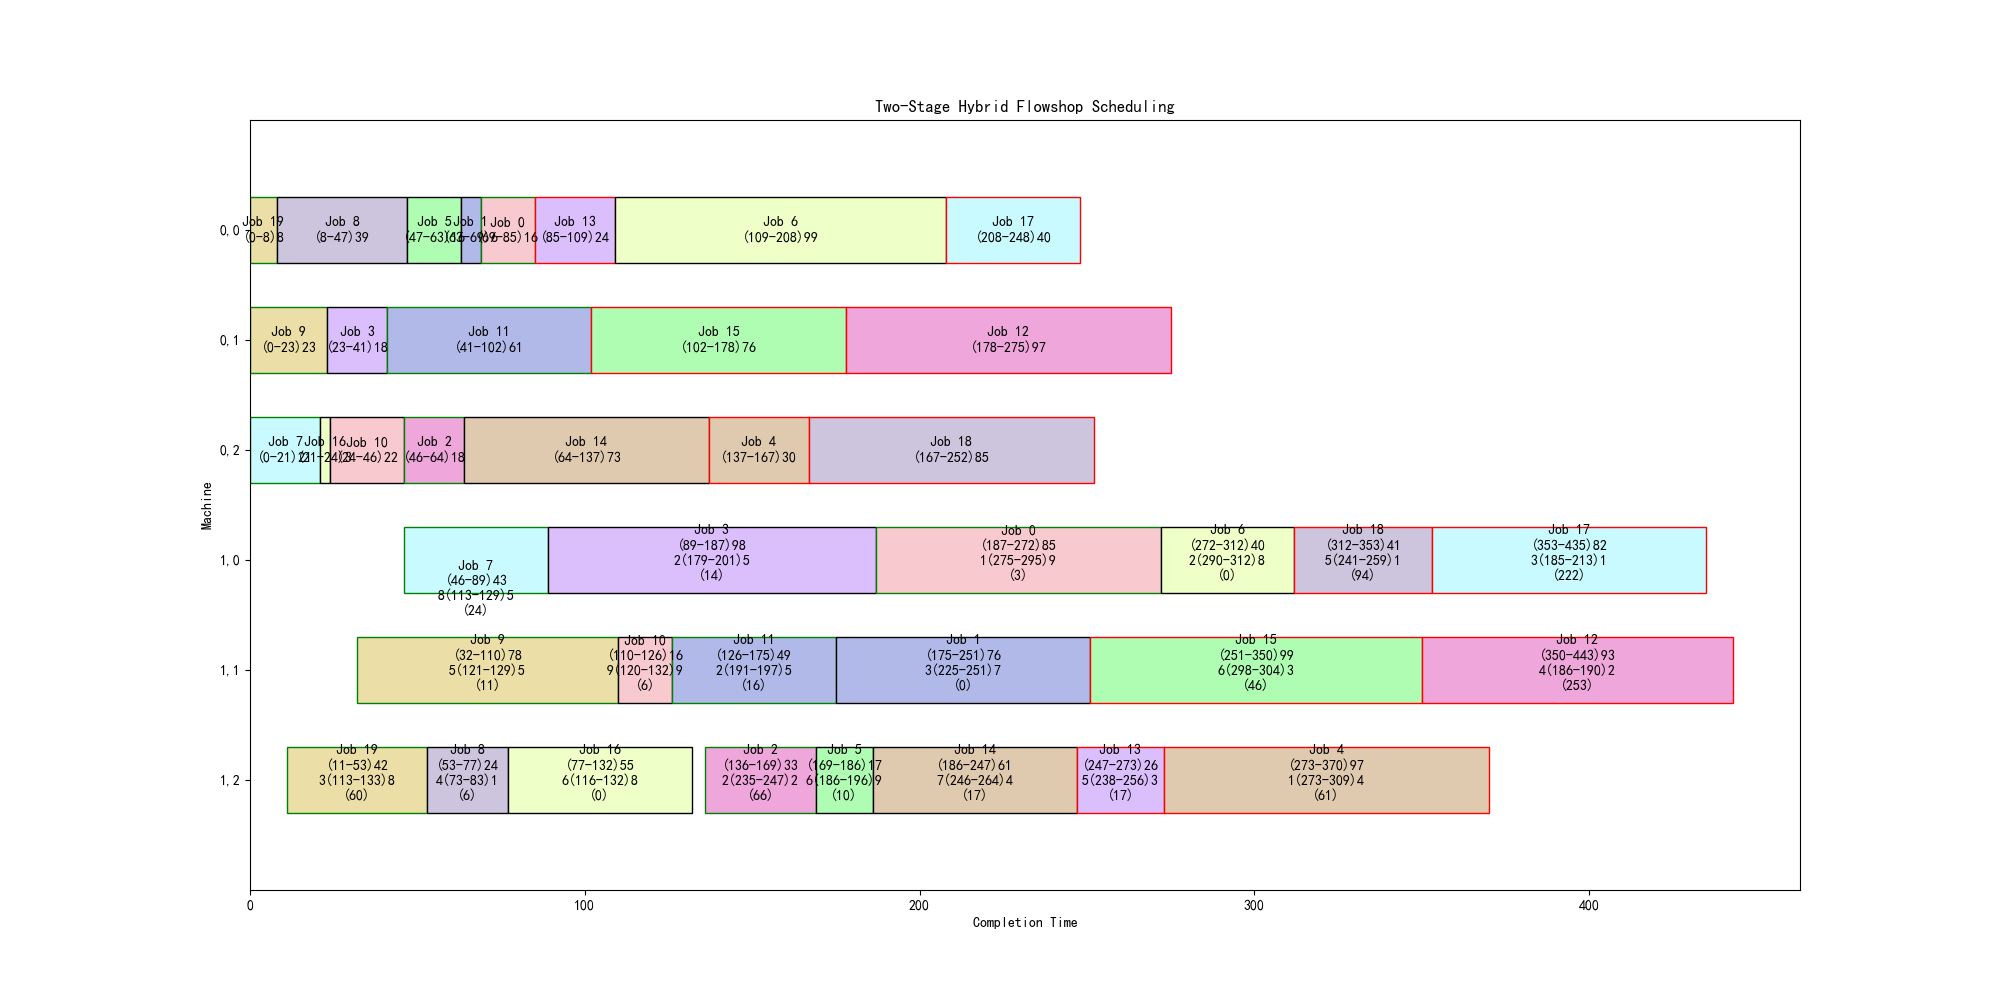 Two-Stage Hybrid Flowshop Scheduling
Machine
0,0
Job 19
(0-8)8
Job 8
(8-47)39
Job 5
(47-63)16
Job 1
(63-69)6
Job 0
(69-85)16
Job 13
(85-109)24
Job 6
(109-208)99
Job 17
(208-248)40
0,1
Job 9
(0-23)23
Job 3
(23-41)18
Job 11
(41-102)61
Job 15
(102-178)76
Job 12
(178-275)97
0,2
Job 7
(0-21)21
Job 16
(21-24)3
Job 10
(24-46)22
Job 2
(46-64)18
Job 14
(64-137)73
Job 4
(137-167)30
Job 18
(167-252)85
1,0
Job 7
(46-89)43
8(113-129)5
(24)
Job 3
(89-187)98
2(179-201)5
(14)
Job 0
(187-272)85
1(275-295)9
(3)
Job 6
(272-312)40
2(290-312)8
(0)
Job 18
(312-353)41
5(241-259)1
(94)
Job 17
(353-435)82
3(185-213)1
(222)
1,1
Job 9
(32-110)78
5(121-129)5
(11)
Job 10
(110-126)16
9(120-132)9
(6)
Job 11
(126-175)49
2(191-197)5
(16)
Job 1
(175-251)76
3(225-251)7
(0)
Job 15
(251-350)99
6(298-304)3
(46)
Job 12
(350-443)93
4(186-190)2
(253)
1,2
Job 19
(11-53)42
3(113-133)8
(60)
Job 8
(53-77)24
4(73-83)1
(6)
Job 16
(77-132)55
6(116-132)8
(0)
Job 2
(136-169)33
2(235-247)2
(66)
Job 5
(169-186)17
6(186-196)9
(10)
Job 14
(186-247)61
7(246-264)4
(17)
Job 13
(247-273)26
5(238-256)3
(17)
Job 4
(273-370)97
1(273-309)4
(61)
0 100 200 300 400
Completion Time